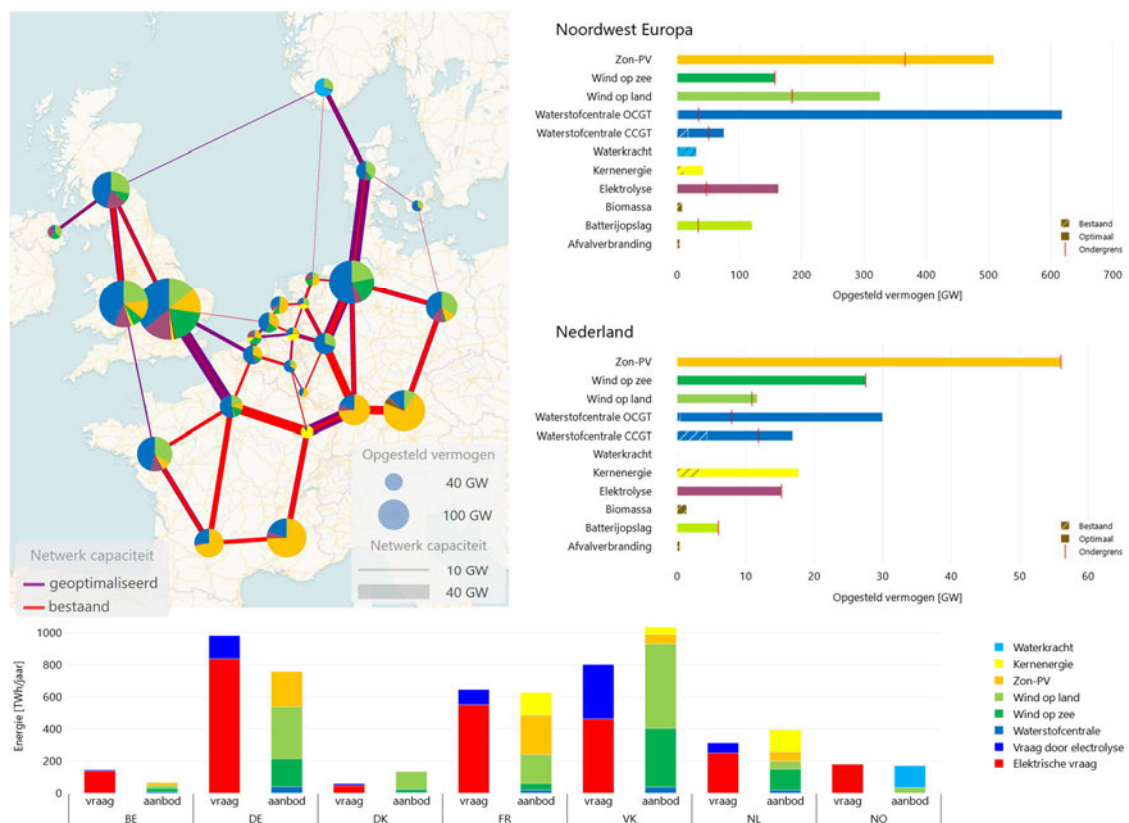 Noordwest Europa
Zon-PV
Wind op zee
Wind op land
Waterstofcentrale OCGT
Waterstofcentrale CCGT
Waterkracht
Kernenergie
Elektrolyse
Biomassa
Batterijopslag
Afvalverbranding
Bestaand
Optimaal
Ondergrens
0 100 200 300 400 500 600 700
Opgesteld vermogen [GW]
Nederland
Zon-PV
Wind op zee
Wind op land
Waterstofcentrale OCGT
Waterstofcentrale CCGT
Waterkracht
Kernenergie
Elektrolyse
Biomassa
Batterijopslag
Afvalverbranding
Bestaand
Optimaal
Ondergrens
0 10 20 30 40 50 60
Opgesteld vermogen [GW]
Opgesteld vermogen
40 GW
100 GW
Netwerk capaciteit
10 GW
40 GW
Netwerk capaciteit
geoptimaliseerd
bestaand
Energie [TWh/jaar]
1000
800
600
400
200
0
vraag aanbod vraag aanbod vraag aanbod vraag aanbod vraag aanbod vraag aanbod vraag aanbod
BE DE DK FR VK NL NO
Waterkracht
Kernenergie
Zon-PV
Wind op land
Wind op zee
Waterstofcentrale
Vraag door electrolyse
Elektrische vraag